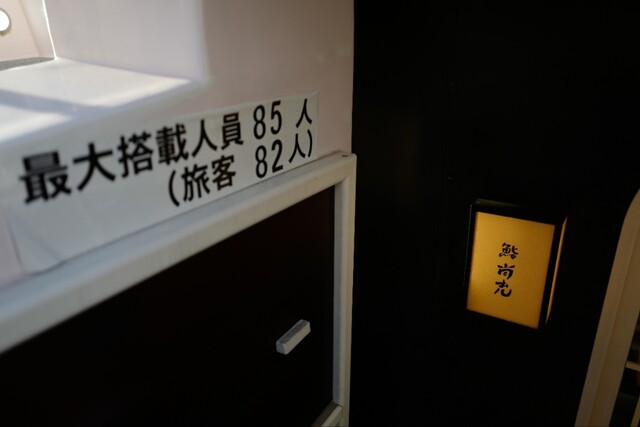 最大搭載人員 85 人
(旅客 82人)
鮨尚充